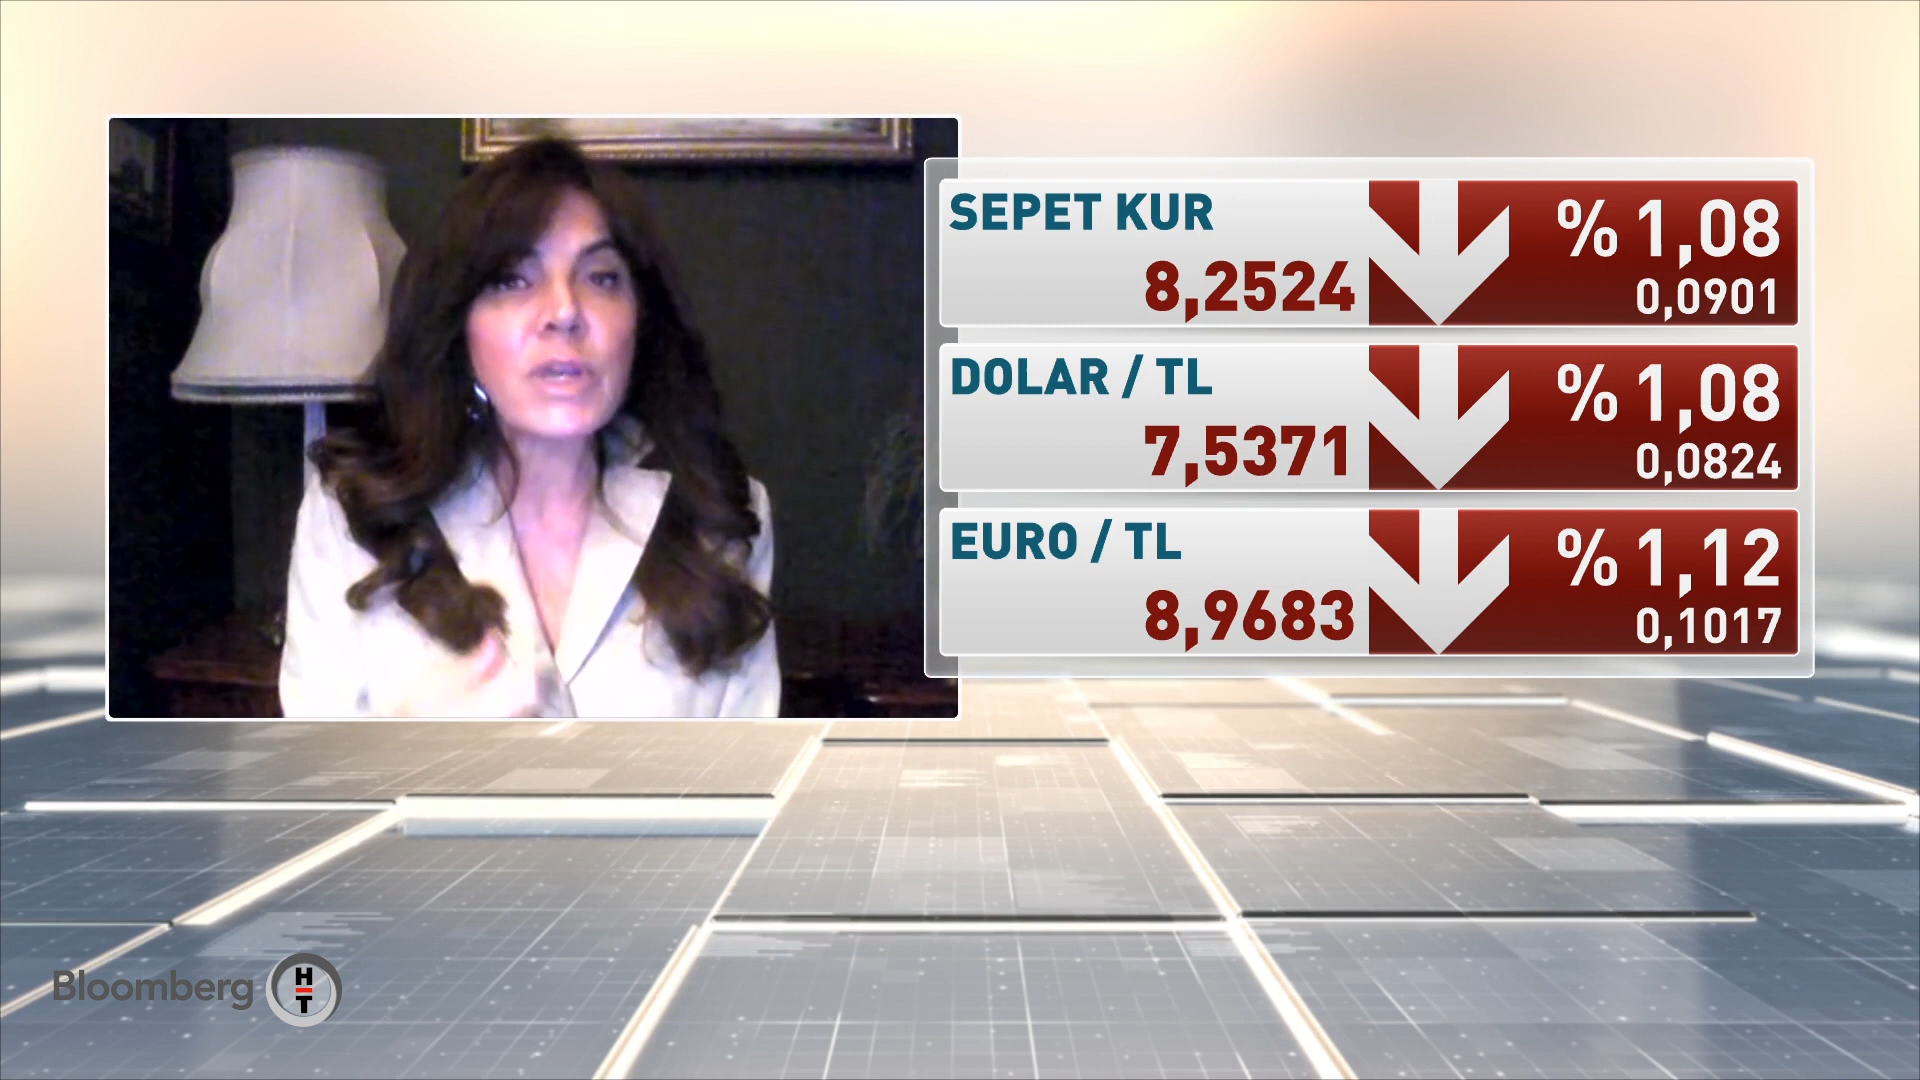 SEPET KUR
8,2524
% 1,08
0,0901
DOLAR / TL
7,5371
% 1,08
0,0824
EURO / TL
8,9683
% 1,12
0,1017
Bloomberg HT